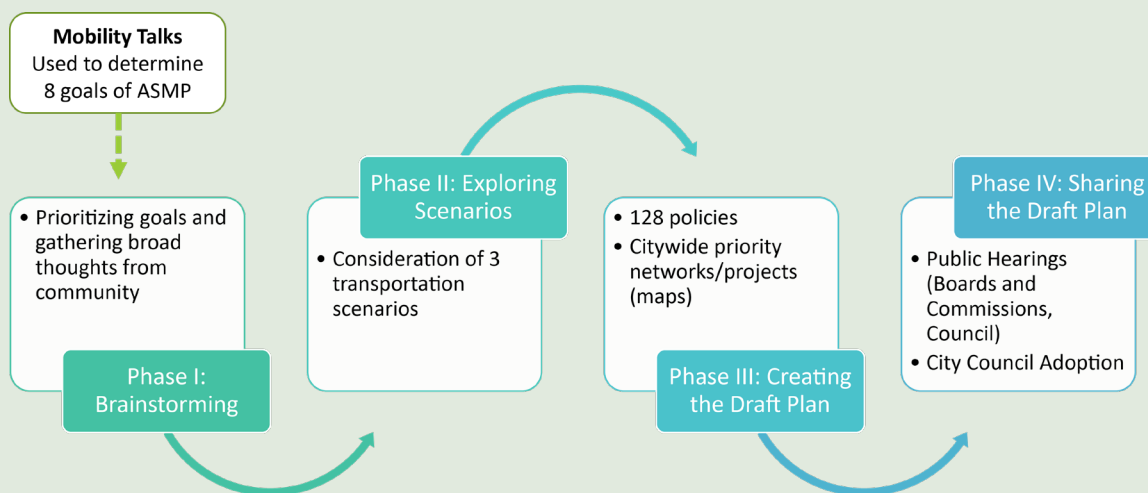 Mobility Talks
Used to determine
8 goals of ASMP
• Prioritizing goals and
gathering broad
thoughts from
community
Phase I:
Brainstorming
Phase II: Exploring
Scenarios
• Consideration of 3
transportation
scenarios
• 128 policies
• Citywide priority
networks/projects
(maps)
Phase III: Creating
the Draft Plan
Phase IV: Sharing
the Draft Plan
• Public Hearings
(Boards and
Commissions,
Council)
• City Council Adoption